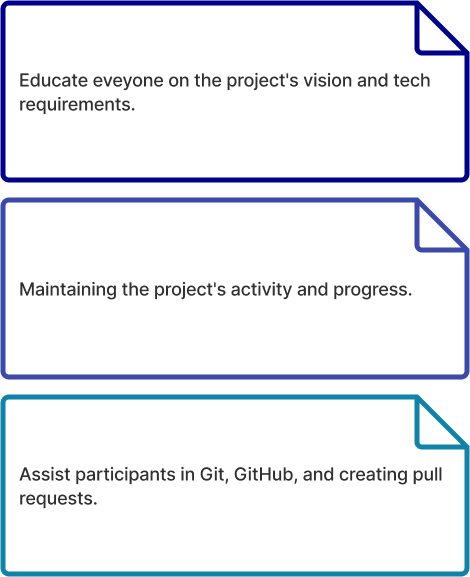 Educate eveyone on the project's vision and tech
requirements.
Maintaining the project's activity and progress.
Assist participants in Git, GitHub, and creating pull
requests.